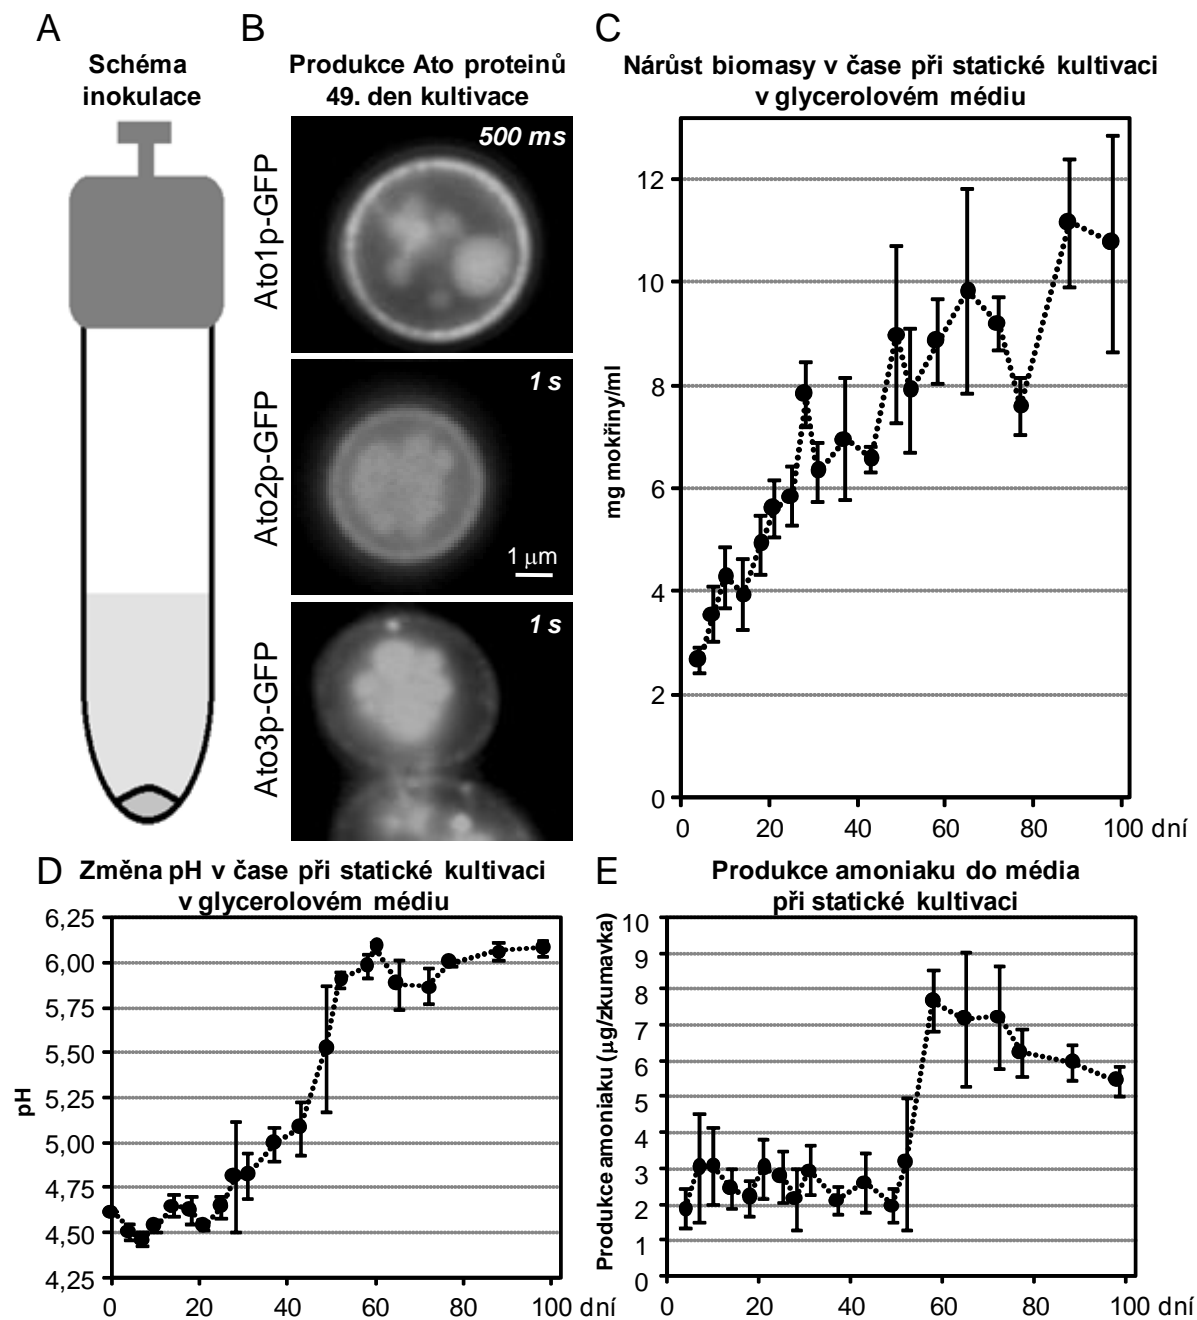 A
Schéma
inokulace
B
Produkce Ato proteinů
49. den kultivace
Ato1p-GFP
500 ms
Ato2p-GFP
1 s
1 μm
Ato3p-GFP
1 s
C
Nárůst biomasy v čase při statické kultivaci
v glycerolovém médiu
mg mokřiny/ml
12
10
8
6
4
2
0
0 20 40 60 80 100 dní
D
Změna pH v čase při statické kultivaci
v glycerolovém médiu
pH
6,25
6,00
5,75
5,50
5,25
5,00
4,75
4,50
4,25
0 20 40 60 80 100 dní
E
Produkce amoniaku do média
při statické kultivaci
Produkce amoniaku (μg/zkumavka)
10
9
8
7
6
5
4
3
2
1
0
0 20 40 60 80 100 dní